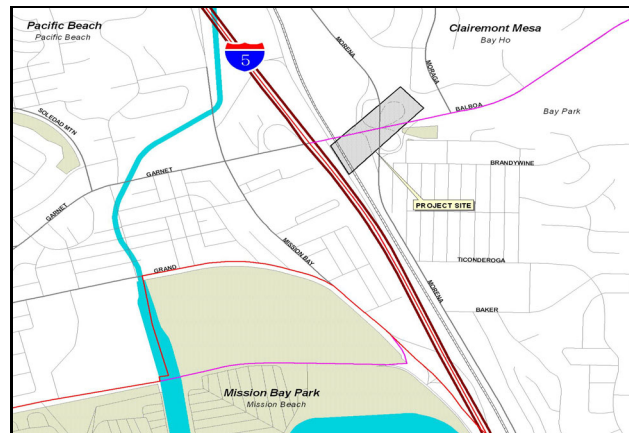 Pacific Beach
Pacific Beach
Clairemont Mesa
Bay Ho
5
MORENA
MORAGA
BALBOA
Bay Park
SOLEDAD MTN
GARNET
BRANDYWINE
PROJECT SITE
GARNET
MISSION BAY
GRAND
TICONDEROGA
MORENA
BAKER
Mission Bay Park
Mission Beach